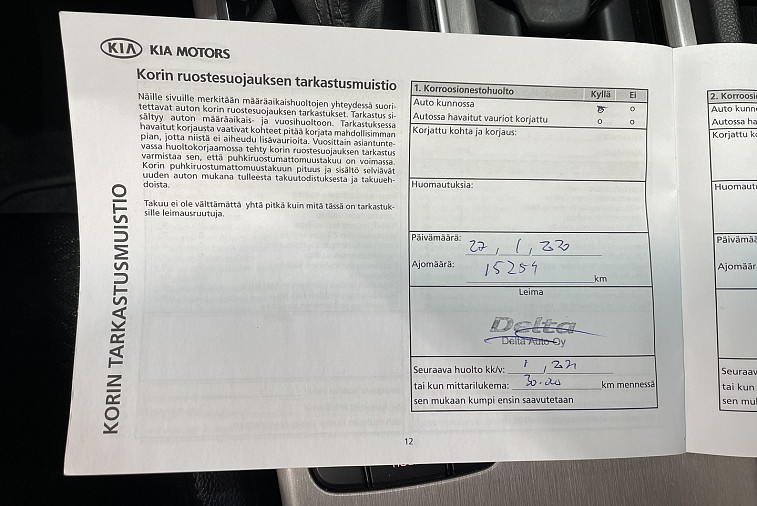 KIA KIA MOTORS
Korin ruostesuojauksen tarkastusmuistio
Näille sivuille merkitään määräaikaishuoltojen yhteydessä suori-
tettavat auton korin ruostesuojauksen tarkastukset. Tarkastus si-
sältyy auton määräaikais- ja vuosihuoltoon. Tarkastuksessa
havaitut korjausta vaativat kohteet pitää korjata mahdollisimman
pian, jotta niistä ei aiheudu lisävaurioita. Vuosittain asiantunte-
vassa huoltokorjaamossa tehty korin ruostesuojauksen tarkastus
varmistaa sen, että puhkiruostumattomuustakuu on voimassa.
Korin puhkiruostumattomuustakuun pituus ja sisältö selviävät
uuden auton mukana tulleesta takuutodistuksesta ja takuueh-
doista.
Takuu ei ole välttämättä yhtä pitkä kuin mitä tässä on tarkastuk-
sille leimausruutuja.
KORIN TARKASTUSMUISTIO
1. Korroosionestohuolto Kyllä Ei
Auto kunnossa
Autossa havaitut vauriot korjattu
Korjattu kohta ja korjaus:
Huomautuksia:
Päivämäärä: 27, 1, 220
Ajomäärä: 15254 km
Leima
Delta
Delta Auto Oy
Seuraava huolto kk/v: 1, 221
tai kun mittarilukema: 30.000 km mennessä
sen mukaan kumpi ensin saavutetaan
12
2. Korroosi
Auto kunn
Autossa ha
Korjattu k
Huomaut
Päivämää
Ajomäär
Seuraav
tai kun
sen mu